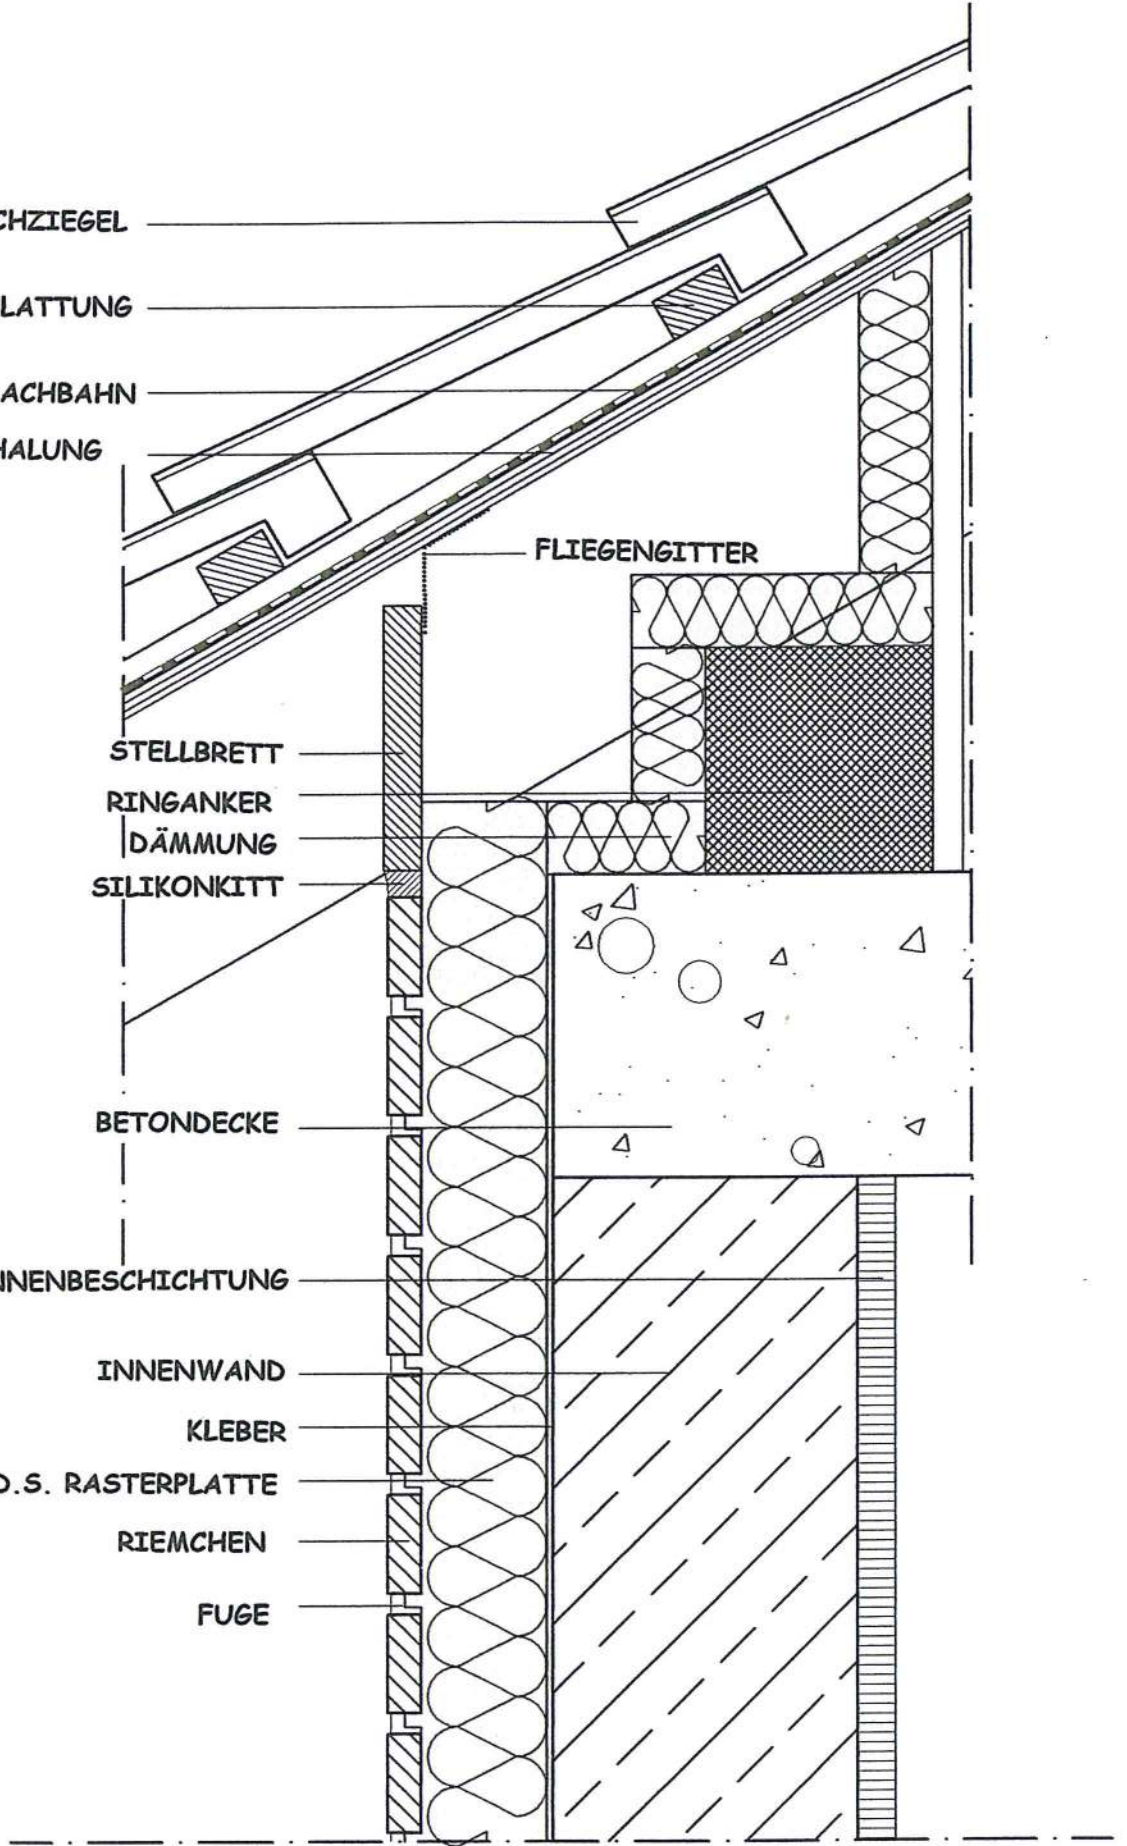 CHZIEGEL
LATTUNG
ACHBAHN
HALUNG
FLIEGENGITTER
STELLBRETT
RINGANKER
DÄMMUNG
SILIKONKITT
BETONDECKE
NNENBESCHICHTUNG
INNENWAND
KLEBER
D.S. RASTERPLATTE
RIEMCHEN
FUGE